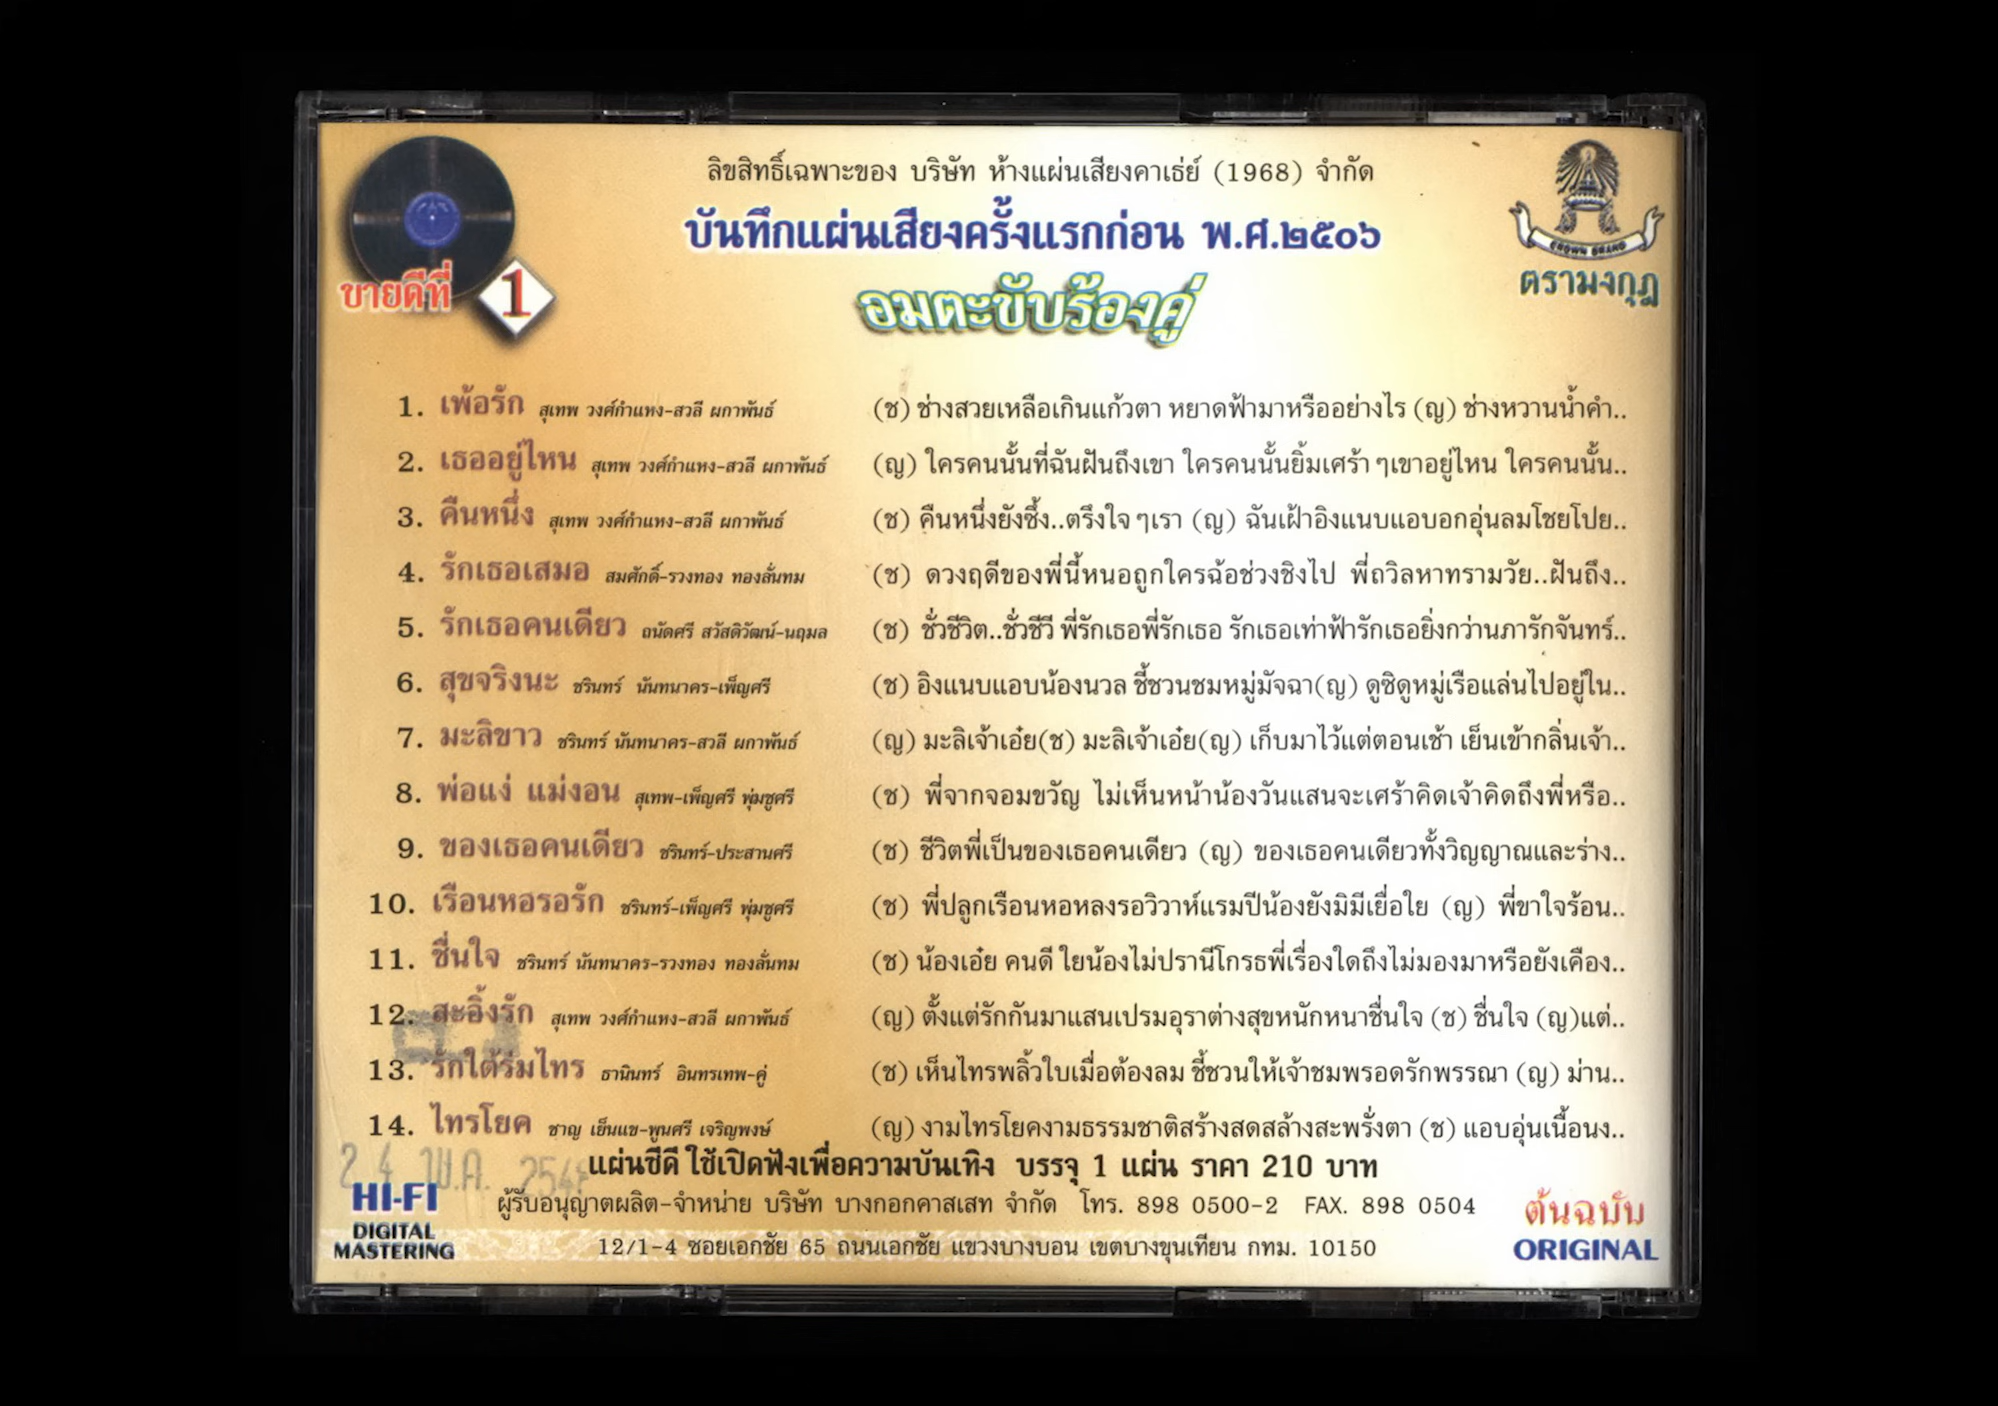 ลิขสิทธิ์เฉพาะของ บริษัท ห้างแผ่นเสียงคาเธ่ย์ (1968) จำกัด
บันทึกแผ่นเสียงครั้งแรกก่อน พ.ศ.๒๕๐๖
CROWN BRAND
ตรามงกุฎ
ขายดีที่ 1
อมตะขับร้องคู่
1. เพ้อรัก สุเทพ วงศ์กำแหง-สวลี ผกาพันธ์ (ช) ช่างสวยเหลือเกินแก้วตา หยาดฟ้ามาหรืออย่างไร (ญ) ช่างหวานน้ำคำ..
2. เธออยู่ไหน สุเทพ วงศ์กำแหง-สวลี ผกาพันธ์ (ญ) ใครคนนั้นที่ฉันฝันถึงเขา ใครคนนั้นยิ้มเศร้า ๆเขาอยู่ไหน ใครคนนั้น..
3. คืนหนึ่ง สุเทพ วงศ์กำแหง-สวลี ผกาพันธ์ (ช) คืนหนึ่งยังซึ้ง..ตรึงใจ ๆเรา (ญ) ฉันเฝ้าอิงแนบแอบอกอุ่นลมโชยโปย..
4. รักเธอเสมอ สมศักดิ์-รวงทอง ทองลั่นทม (ช) ดวงฤดีของพี่นี้หนอถูกใครฉ้อช่วงชิงไป พี่ถวิลหาทรามวัย..ฝันถึง..
5. รักเธอคนเดียว ถนัดศรี สวัสดิวัฒน์-นฤมล (ช) ชั่วชีวิต..ชั่วชีวี พี่รักเธอพี่รักเธอ รักเธอเท่าฟ้ารักเธอยิ่งกว่านภารักจันทร์..
6. สุขจริงนะ ชรินทร์ นันทนาคร-เพ็ญศรี (ช) อิงแนบแอบน้องนวล ชี้ชวนชมหมู่มัจฉา(ญ) ดูซิดูหมู่เรือแล่นไปอยู่ใน..
7. มะลิขาว ชรินทร์ นันทนาคร-สวลี ผกาพันธ์ (ญ) มะลิเจ้าเอ๋ย(ช) มะลิเจ้าเอ๋ย(ญ) เก็บมาไว้แต่ตอนเช้า เย็นเข้ากลิ่นเจ้า..
8. พ่อแง่ แม่งอน สุเทพ-เพ็ญศรี พุ่มชูศรี (ช) พี่จากจอมขวัญ ไม่เห็นหน้าน้องวันแสนจะเศร้าคิดเจ้าคิดถึงพี่หรือ..
9. ของเธอคนเดียว ชรินทร์-ประสานศรี (ช) ชีวิตพี่เป็นของเธอคนเดียว (ญ) ของเธอคนเดียวทั้งวิญญาณและร่าง..
10. เรือนหอรอรัก ชรินทร์-เพ็ญศรี พุ่มชูศรี (ช) พี่ปลูกเรือนหอหลงรอวิวาห์แรมปีน้องยังมิมีเยื่อใย (ญ) พี่ขาใจร้อน..
11. ชื่นใจ ชรินทร์ นันทนาคร-รวงทอง ทองลั่นทม (ช) น้องเอ๋ย คนดี ใยน้องไม่ปรานีโกรธพี่เรื่องใดถึงไม่มองมาหรือยังเคือง..
12. สะอิ้งรัก สุเทพ วงศ์กำแหง-สวลี ผกาพันธ์ (ญ) ตั้งแต่รักกันมาแสนเปรมอุราต่างสุขหนักหนาชื่นใจ (ช) ชื่นใจ (ญ)แต่..
13. รักใต้ร่มไทร ธานินทร์ อินทรเทพ-คู่ (ช) เห็นไทรพลิ้วใบเมื่อต้องลม ชี้ชวนให้เจ้าชมพรอดรักพรรณา (ญ) ม่าน..
14. ไทรโยค ชาญ เย็นแข-พูนศรี เจริญพงษ์ (ญ) งามไทรโยคงามธรรมชาติสร้างสดสล้างสะพรั่งตา (ช) แอบอุ่นเนื้อนง..
24 พ.ค.
แผ่นซีดี ใช้เปิดฟังเพื่อความบันเทิง บรรจุ 1 แผ่น ราคา 210 บาท
ผู้รับอนุญาตผลิต-จำหน่าย บริษัท บางกอกคาสเสท จำกัด โทร. 898 0500-2 FAX. 898 0504
12/1-4 ซอยเอกชัย 65 ถนนเอกชัย แขวงบางบอน เขตบางขุนเทียน กทม. 10150
HI-FI
DIGITAL
MASTERING
ต้นฉบับ
ORIGINAL